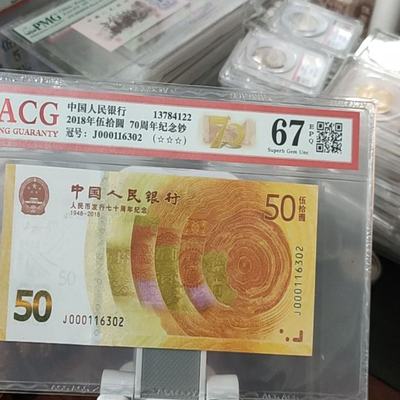 PMG
ACG
NG GUARANTY
中国人民银行 13784122
2018年伍拾圆 70周年纪念钞
冠号: J000116302 (☆☆☆)
70
67 EPQ
Superb Gem Unc
中国人民银行
人民币发行七十周年纪念
1948-2018
50 伍拾圆
J000116302
50 J000116302